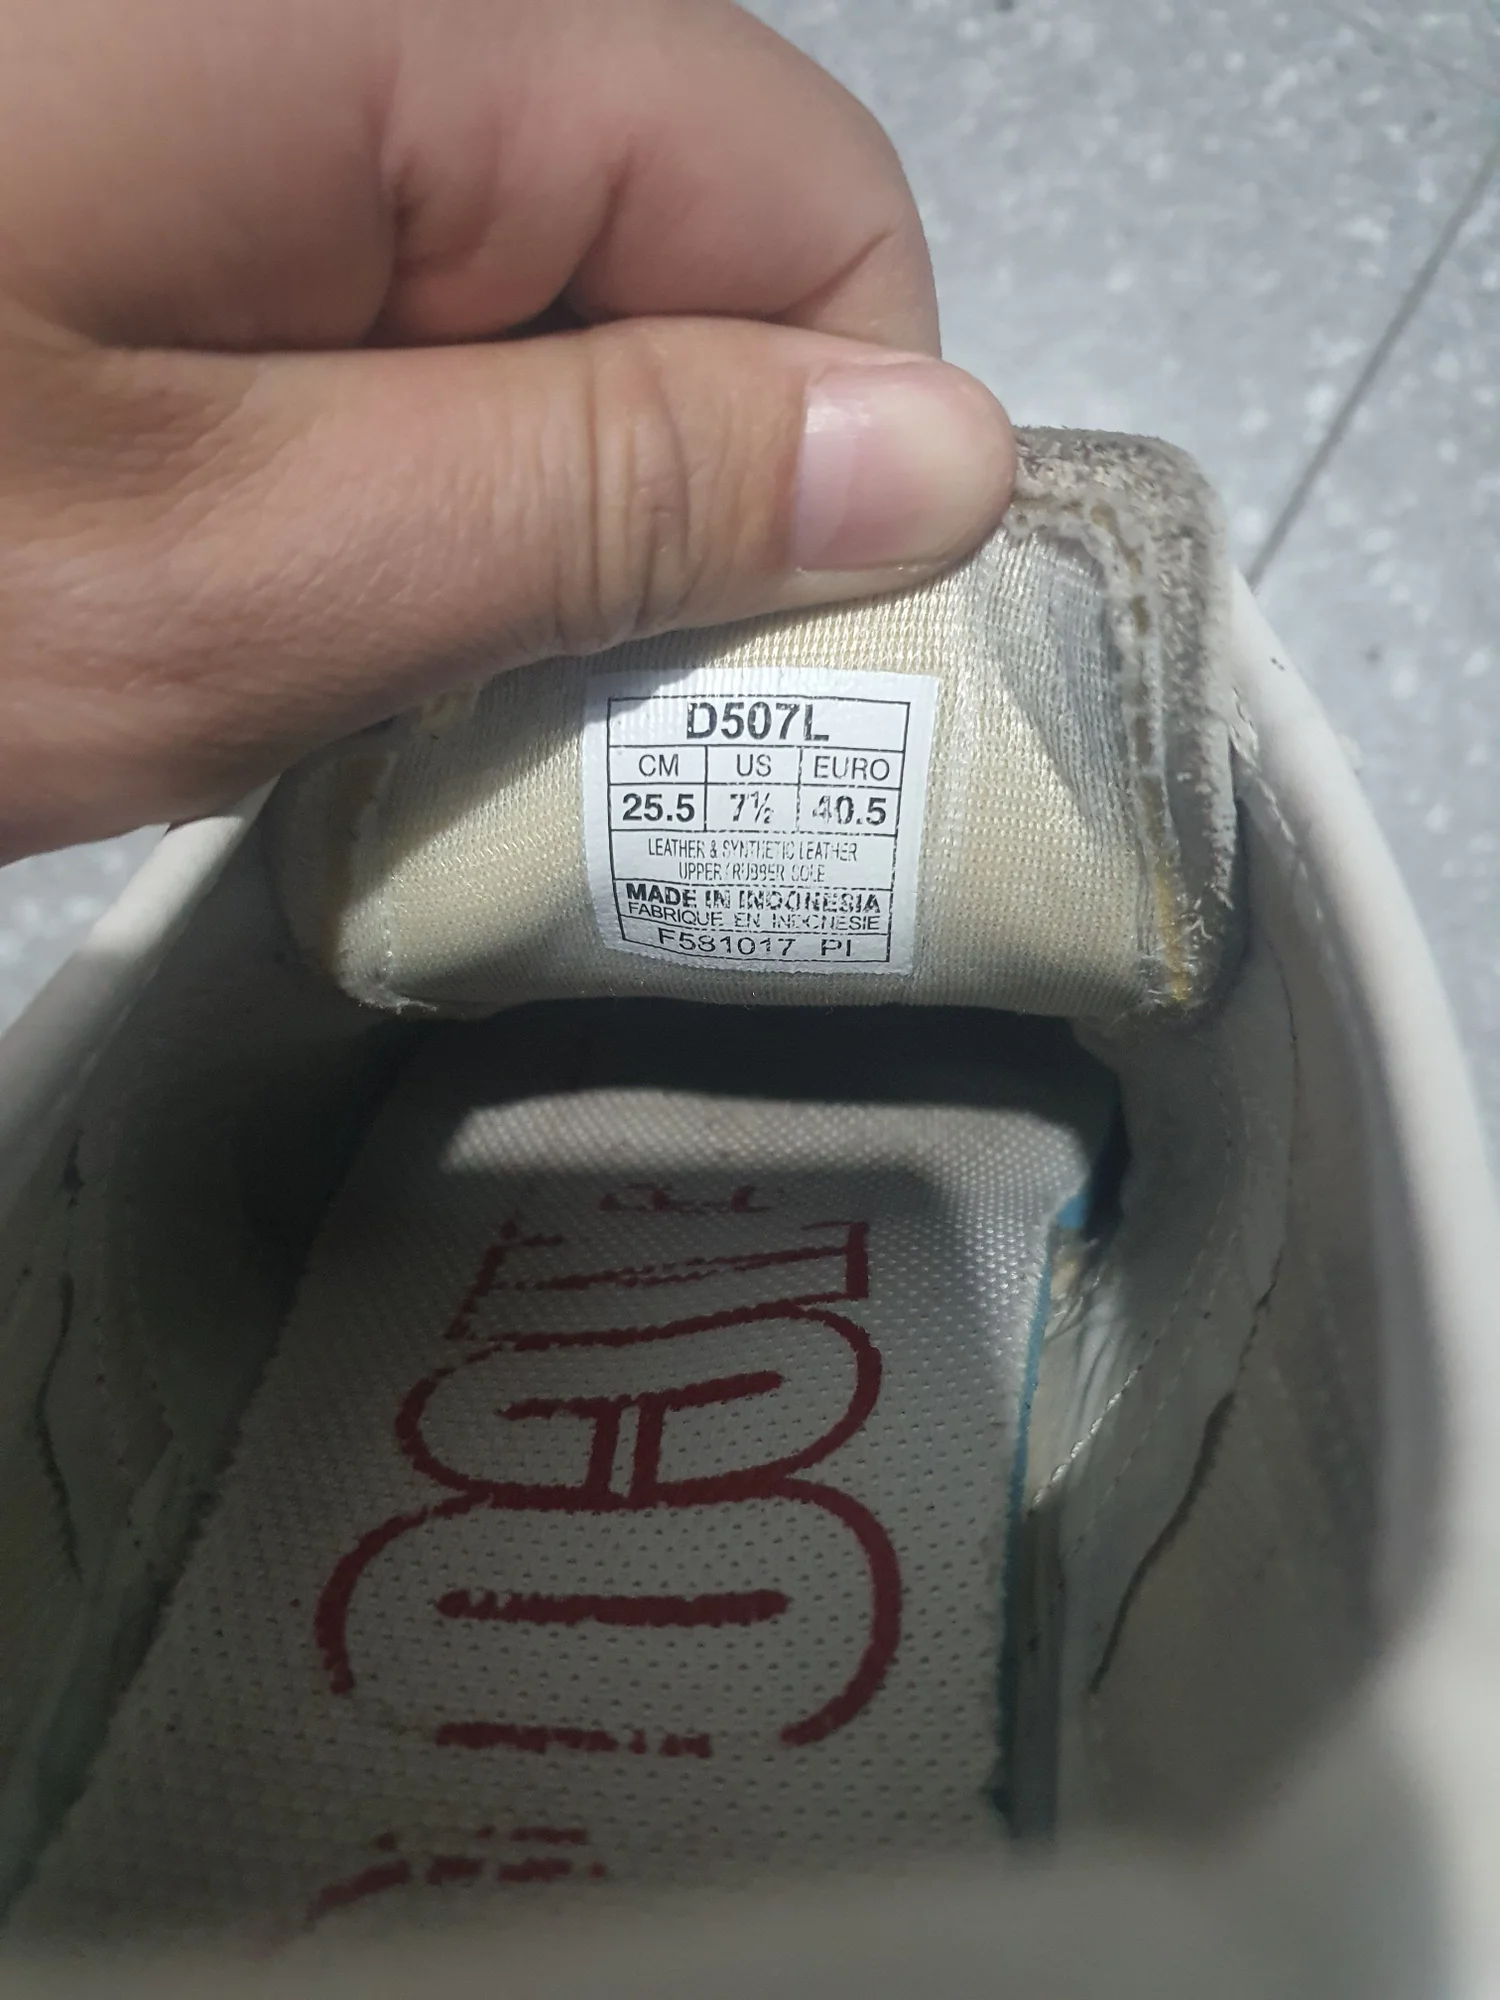 D507L
CM US EURO
25.5 7½ 40.5
LEATHER & SYNTHETIC LEATHER
UPPER/RUBBER SOLE
MADE IN INDONESIA
FABRIQUE EN INDONESIE
F581017 PI